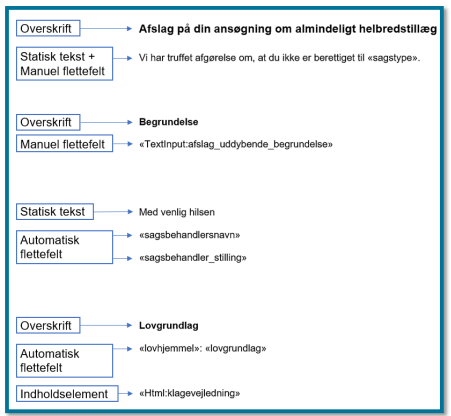 Overskrift
Afslag på din ansøgning om almindeligt helbredstillæg
Statisk tekst +
Manuel flettefelt
Vi har truffet afgørelse om, at du ikke er berettiget til «sagstype».
Overskrift
Begrundelse
Manuel flettefelt
«TextInput:afslag_uddybende_begrundelse»
Statisk tekst
Med venlig hilsen
Automatisk
flettefelt
«sagsbehandlersnavn»
«sagsbehandler_stilling»
Overskrift
Lovgrundlag
Automatisk
flettefelt
«lovhjemmel»: «lovgrundlag»
Indholdselement
«Html:klagevejledning»